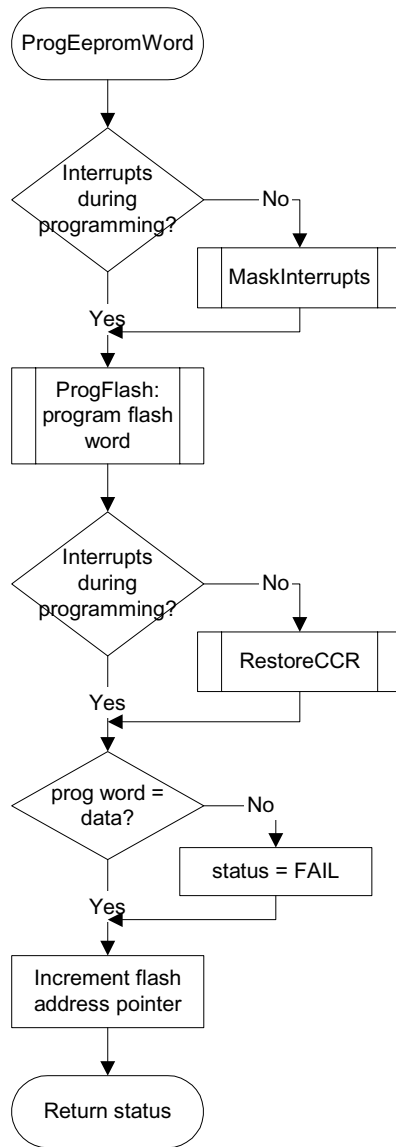 ProgEepromWord
Interrupts
during
programming?
No
MaskInterrupts
Yes
ProgFlash:
program flash
word
Interrupts
during
programming?
No
RestoreCCR
Yes
prog word =
data?
No
status = FAIL
Yes
Increment flash
address pointer
Return status